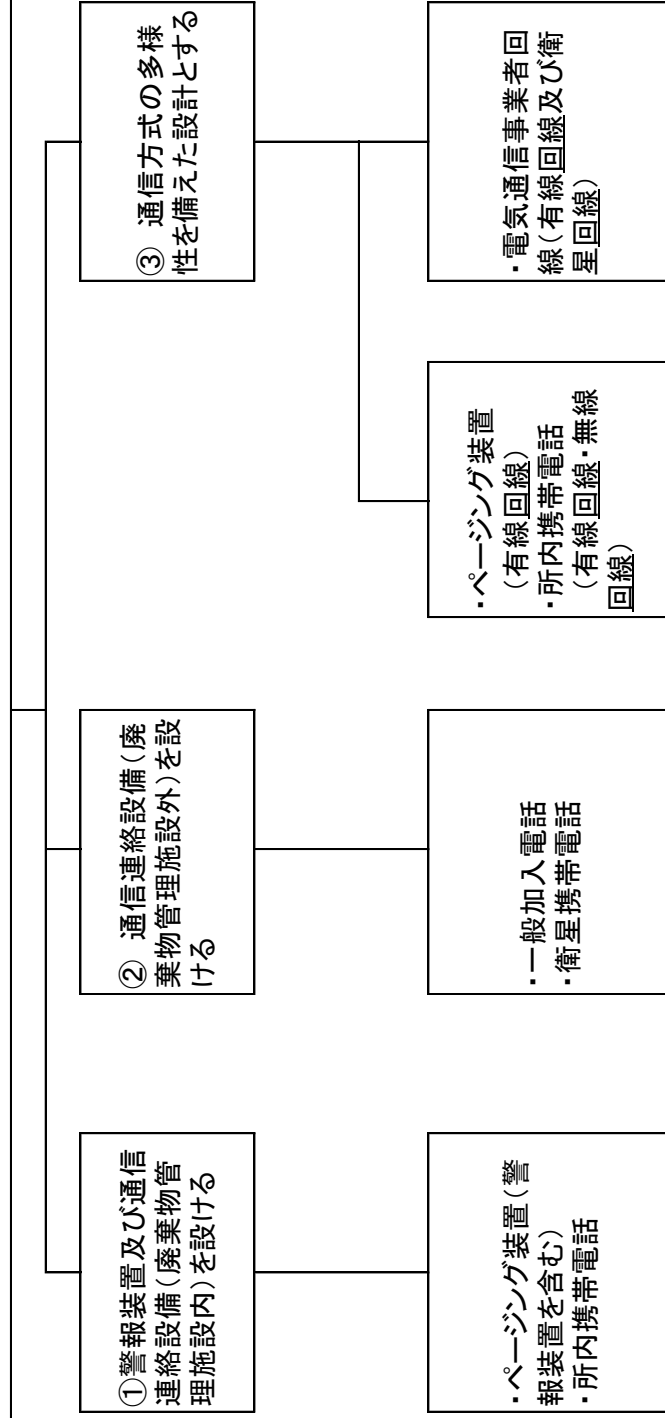 ①警報装置及び通信
連絡設備(廃棄物管
理施設内)を設ける
② 通信連絡設備(廃
棄物管理施設外)を設
ける
③ 通信方式の多様
性を備えた設計とする
・ページング装置(警
報装置を含む)
・所内携帯電話
・一般加入電話
・衛星携帯電話
・ページング装置
(有線回線)
・所内携帯電話
(有線回線・無線
回線)
・電気通信事業者回
線(有線回線及び衛
星回線)